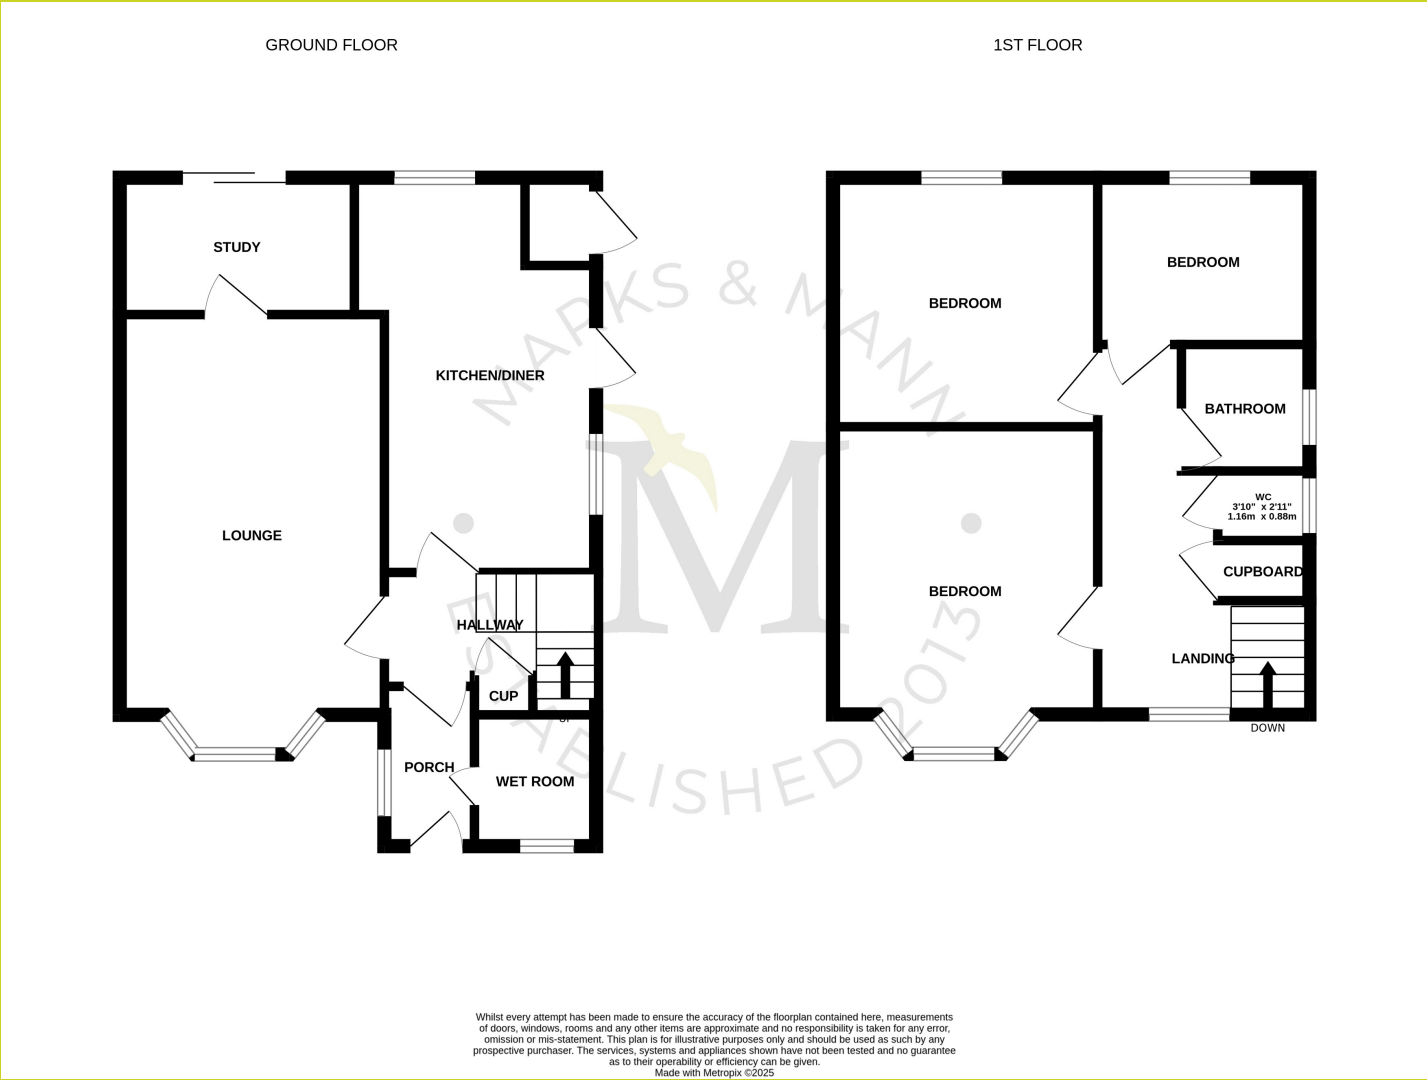 GROUND FLOOR
1ST FLOOR
STUDY
KITCHEN/DINER
LOUNGE
HALLWAY
CUP
UP
PORCH
WET ROOM
BEDROOM
BEDROOM
BATHROOM
WC
3'10" x 2'11"
1.16m x 0.88m
CUPBOARD
BEDROOM
LANDING
DOWN
MARKS & MANN
M
ESTABLISHED 2013
Whilst every attempt has been made to ensure the accuracy of the floorplan contained here, measurements
of doors, windows, rooms and any other items are approximate and no responsibility is taken for any error,
omission or mis-statement. This plan is for illustrative purposes only and should be used as such by any
prospective purchaser. The services, systems and appliances shown have not been tested and no guarantee
as to their operability or efficiency can be given.
Made with Metropix ©2025